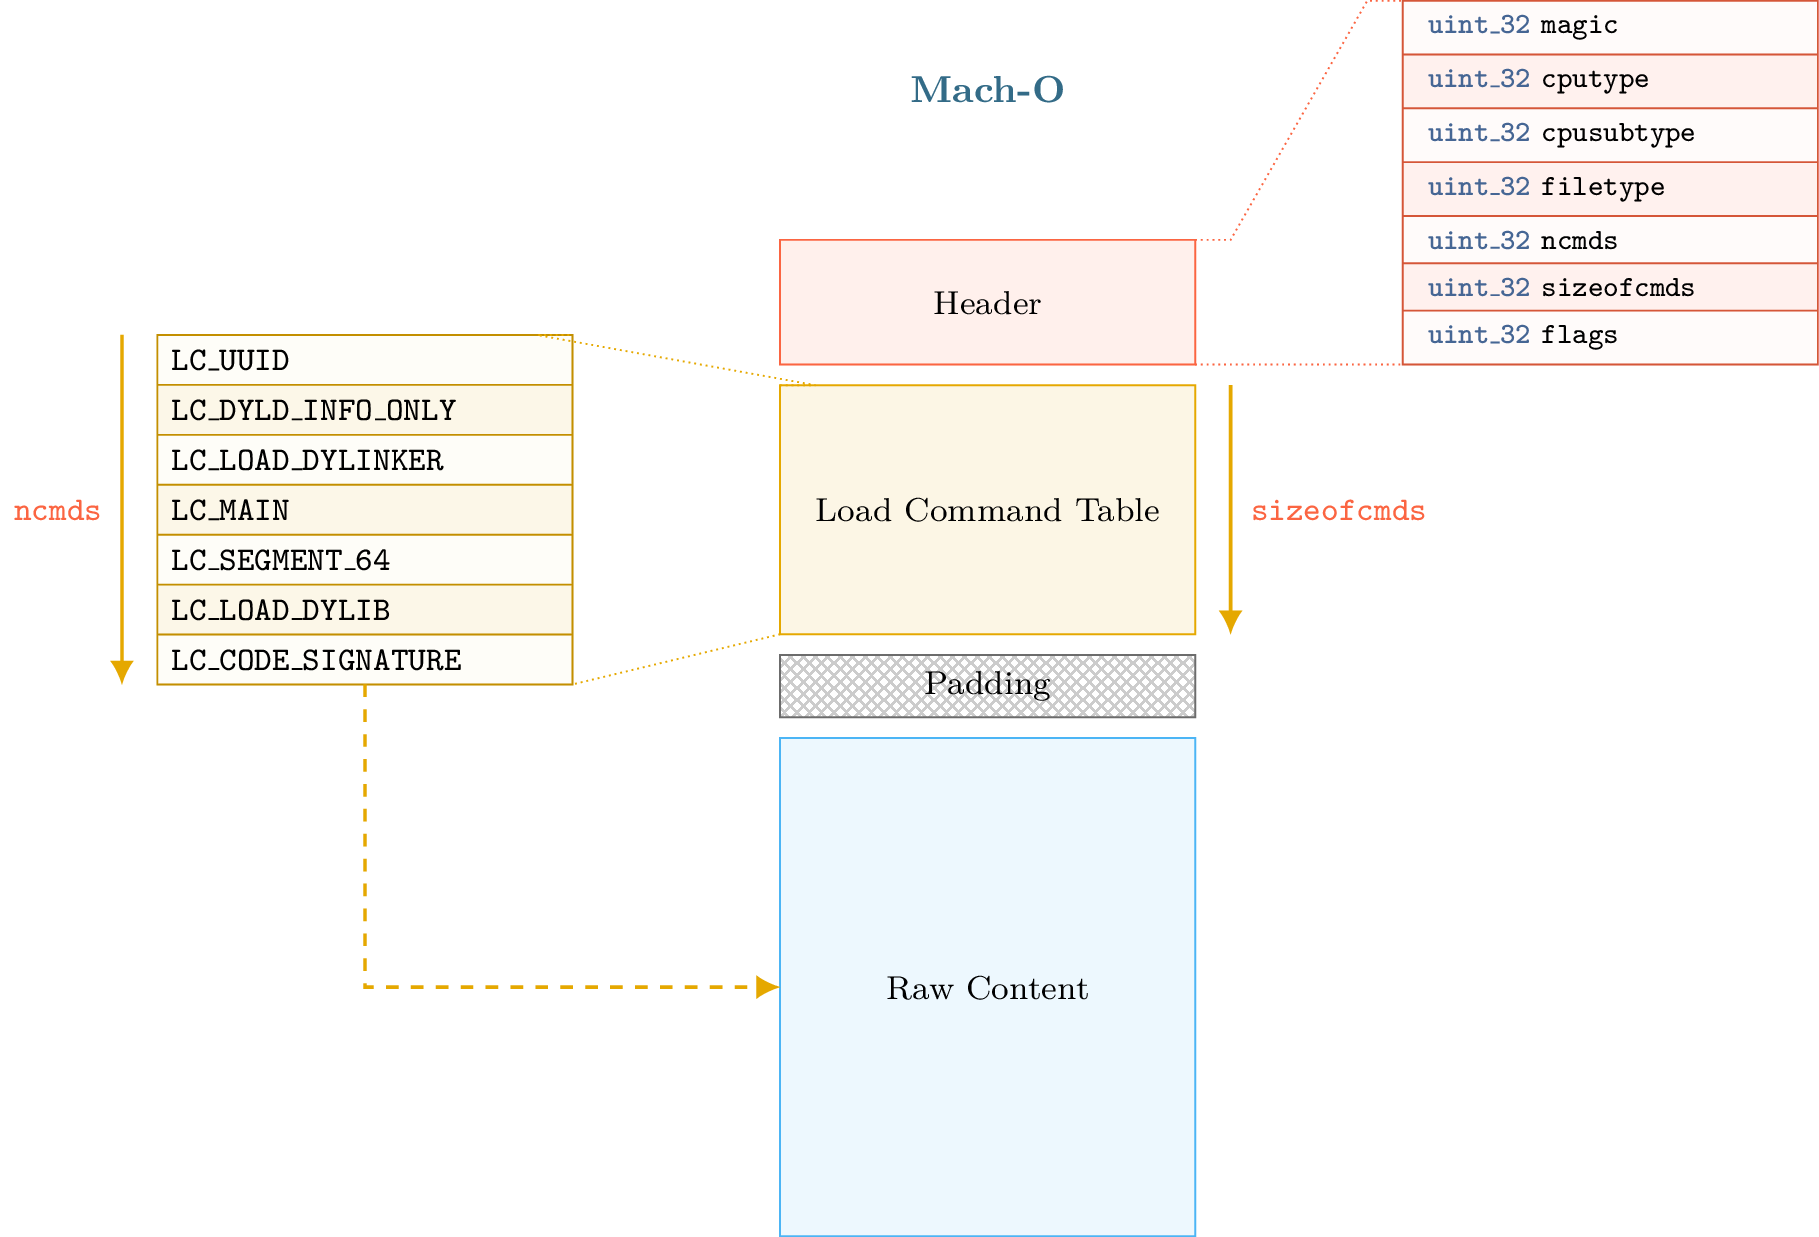 Mach-O
uint_32 magic
uint_32 cputype
uint_32 cpusubtype
uint_32 filetype
uint_32 ncmds
uint_32 sizeofcmds
uint_32 flags
Header
LC_UUID
LC_DYLD_INFO_ONLY
LC_LOAD_DYLINKER
LC_MAIN
LC_SEGMENT_64
LC_LOAD_DYLIB
LC_CODE_SIGNATURE
ncmds
Load Command Table
sizeofcmds
Padding
Raw Content